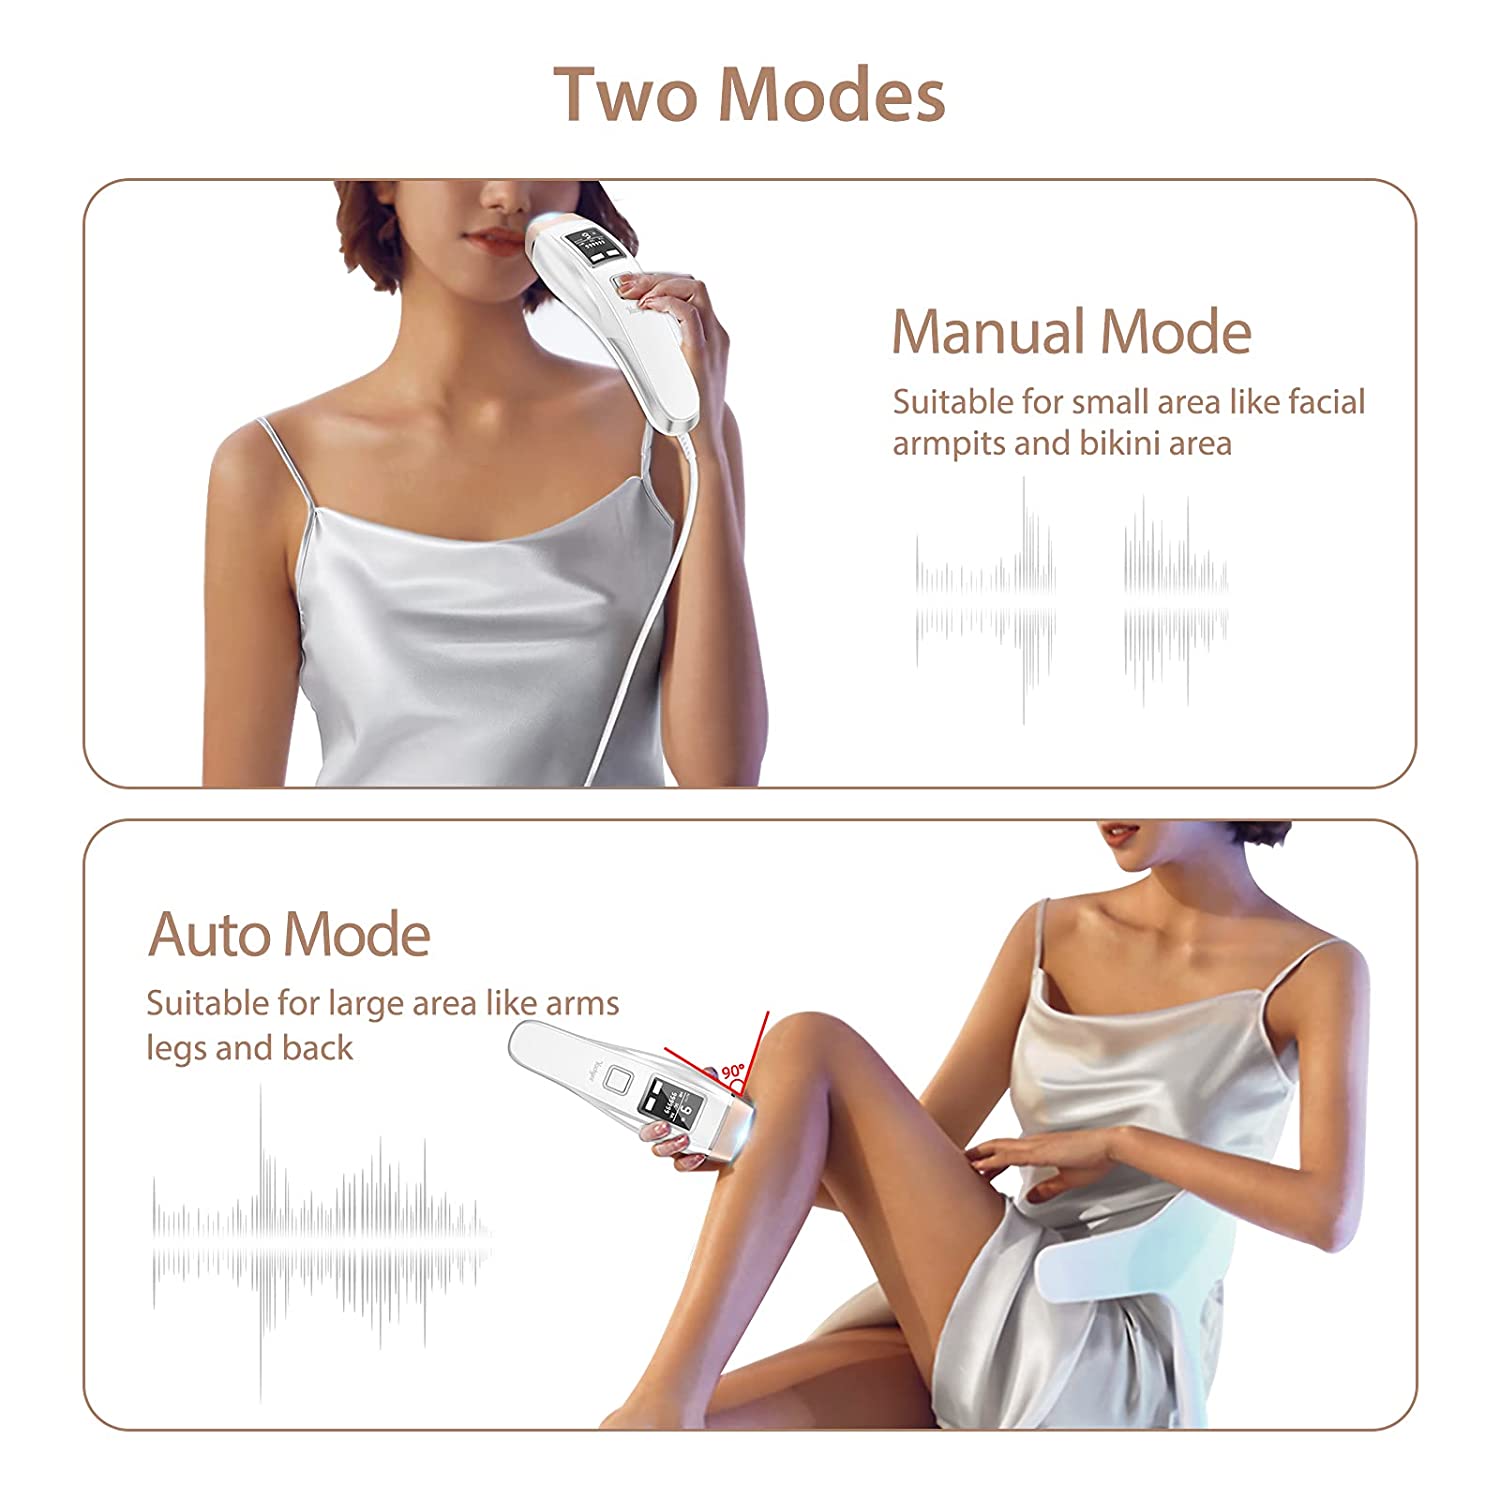 Two Modes
Manual Mode
Suitable for small area like facial
armpits and bikini area
Auto Mode
Suitable for large area like arms
legs and back
90°
9